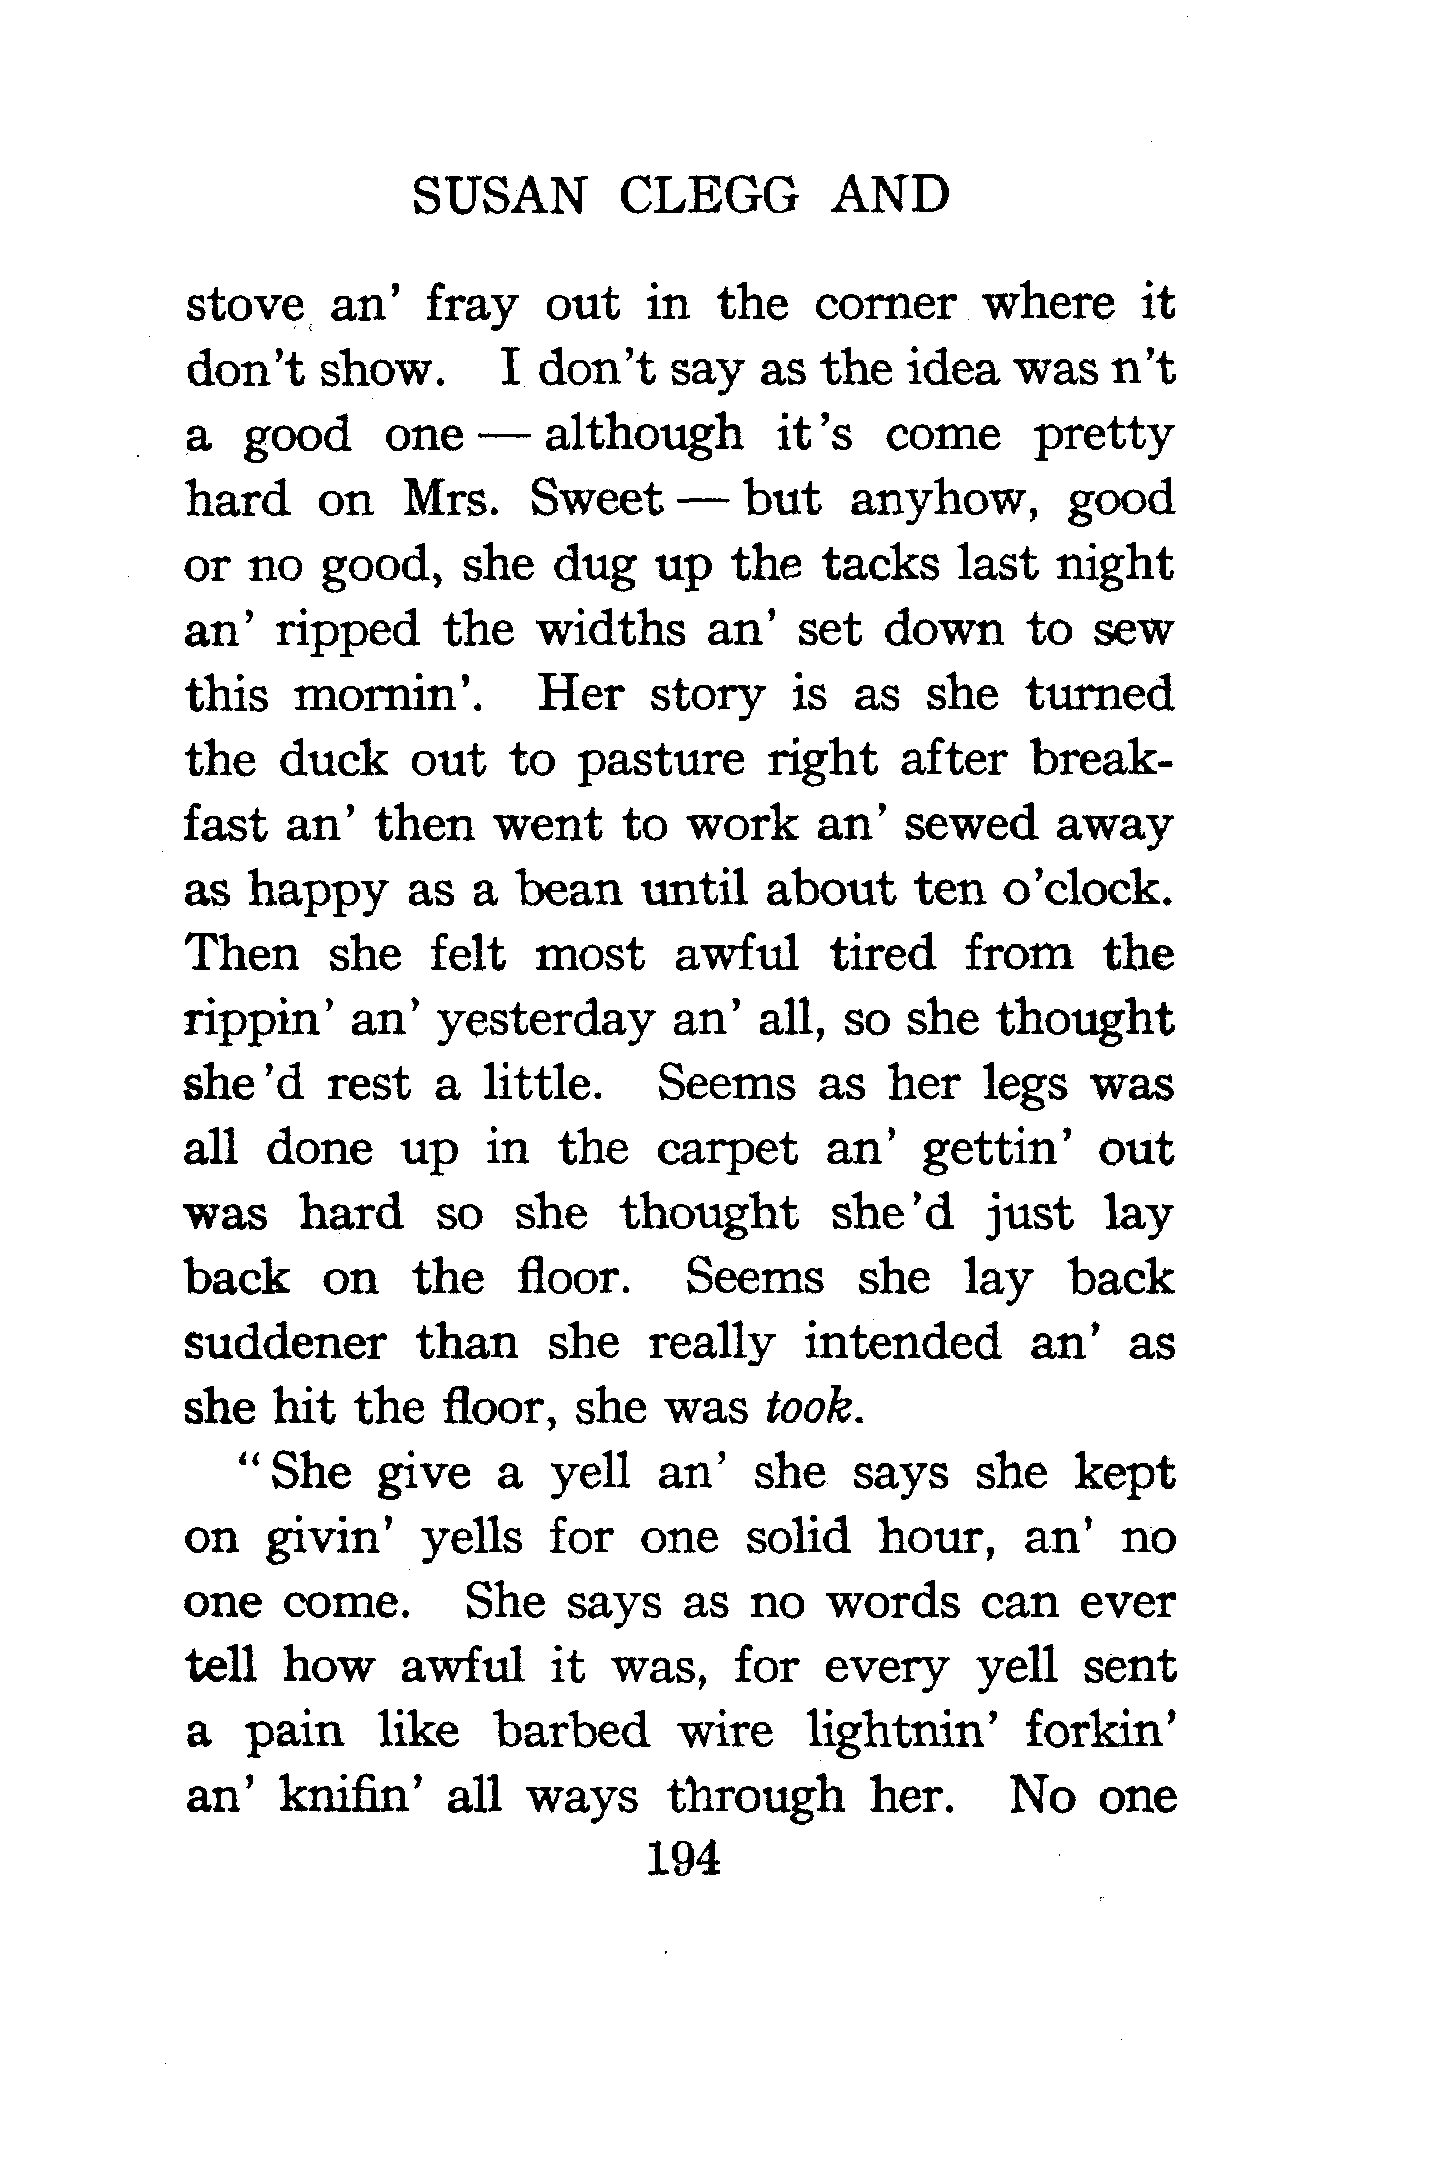 SUSAN CLEGG AND
stove an' fray out in the corner where it
don't show. I don't say as the idea was n't
a good one — although it's come pretty
hard on Mrs. Sweet — but anyhow, good
or no good, she dug up the tacks last night
an' ripped the widths an' set down to sew
this mornin'. Her story is as she turned
the duck out to pasture right after break-
fast an' then went to work an' sewed away
as happy as a bean until about ten o'clock.
Then she felt most awful tired from the
rippin' an' yesterday an' all, so she thought
she'd rest a little. Seems as her legs was
all done up in the carpet an' gettin' out
was hard so she thought she'd just lay
back on the floor. Seems she lay back
suddener than she really intended an' as
she hit the floor, she was took.
"She give a yell an' she says she kept
on givin' yells for one solid hour, an' no
one come. She says as no words can ever
tell how awful it was, for every yell sent
a pain like barbed wire lightnin' forkin'
an' knifin' all ways through her. No one
194